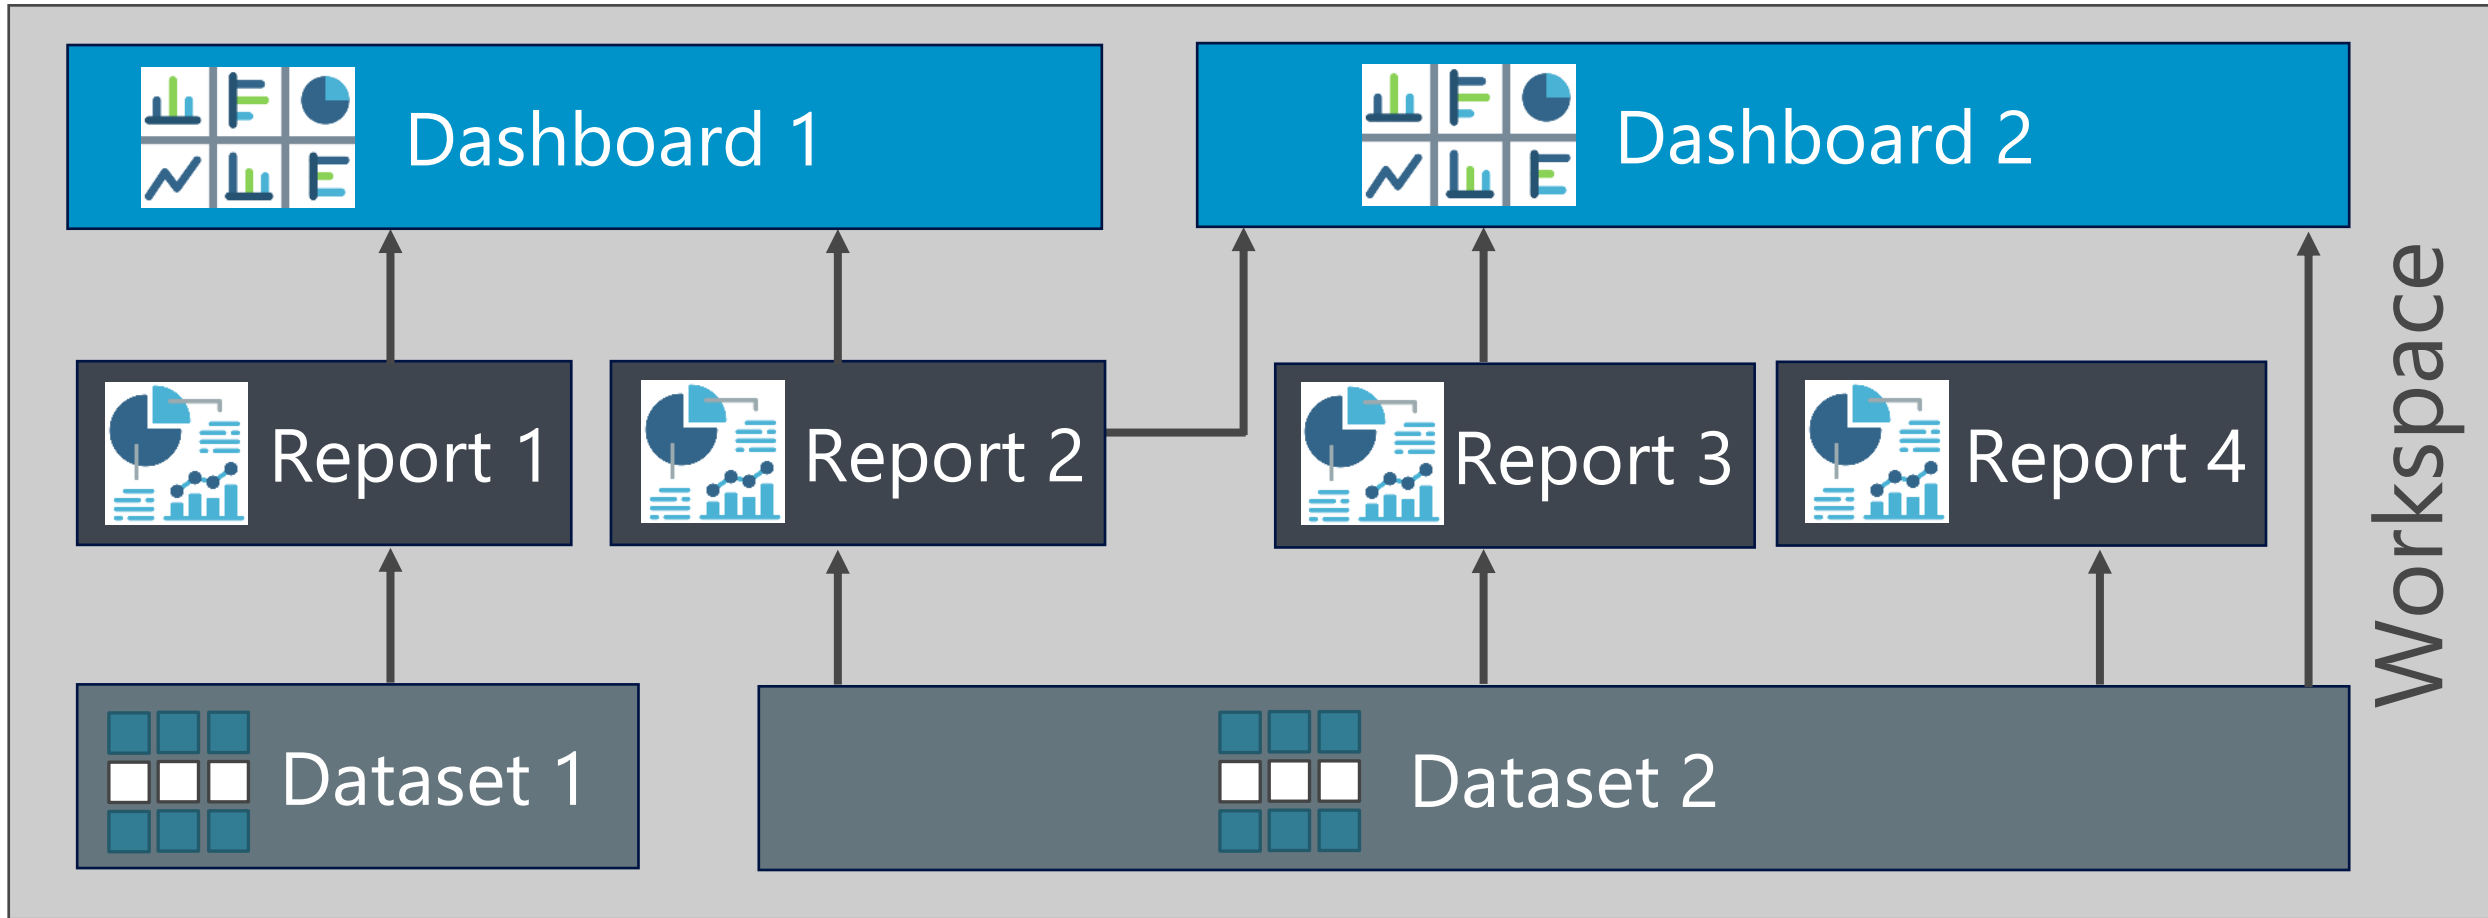 Dashboard 1
Dashboard 2
Report 1
Report 2
Report 3
Report 4
Dataset 1
Dataset 2
Workspace